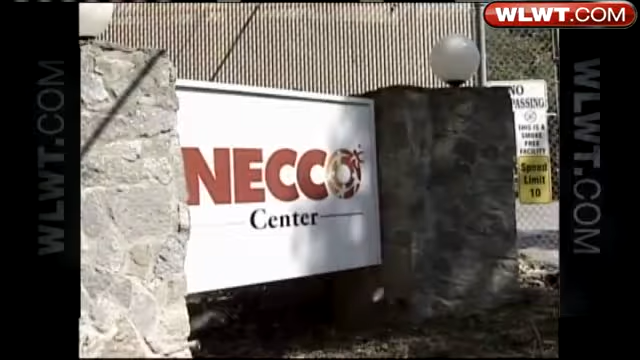 WLWT.COM
NECCO
Center
NO
PASSING
THIS IS A
SMOKE
FREE
FACILITY
Speed
Limit
10
WLWT.COM
WLWT.COM